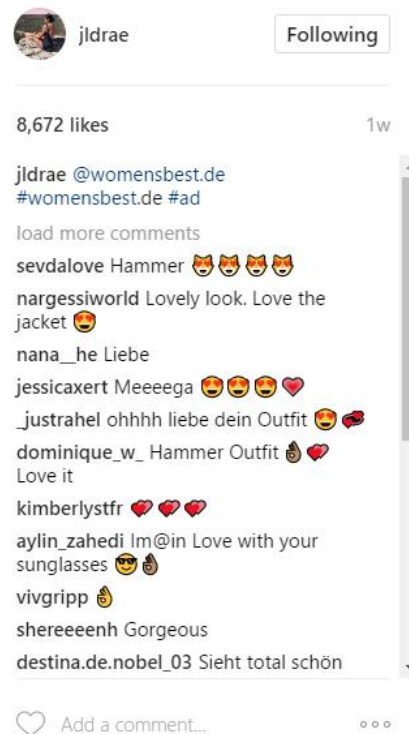 jldrae Following
8,672 likes 1w
jldrae @womensbest.de
#womensbest.de #ad
load more comments
sevdalove Hammer 😻😻😻😻
nargessiworld Lovely look. Love the
jacket 😍
nana__he Liebe
jessicaxert Meeeega 😍😍😍💗
_justrahel ohhhh liebe dein Outfit 😍💞
dominique_w_ Hammer Outfit 👌🏽💕
Love it
kimberlystfr 💕💕💕
aylin_zahedi Im@in Love with your
sunglasses 😎👌🏽
vivgripp 👌
shereeeenh Gorgeous
destina.de.nobel_03 Sieht total schön
Add a comment...